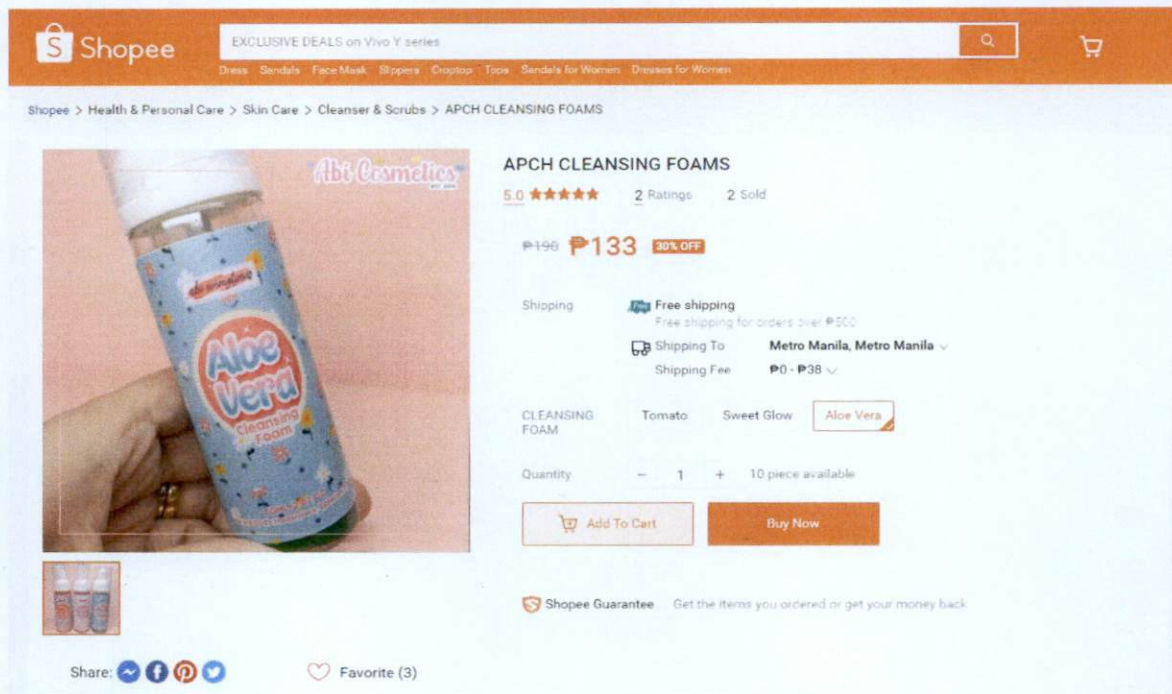 Shopee
EXCLUSIVE DEALS on Vivo Y series
Dress Sandals Face Mask Slippers Croptop Tops Sandals for Women Dresses for Women
Shopee > Health & Personal Care > Skin Care > Cleanser & Scrubs > APCH CLEANSING FOAMS
Abi Cosmetics
Aloe
Vera
Cleansing
Foam
APCH CLEANSING FOAMS
5.0 2 Ratings 2 Sold
₱190 ₱133 30% OFF
Shipping Free shipping
Free shipping for orders over ₱500
Shipping To Metro Manila, Metro Manila
Shipping Fee ₱0 - ₱38
CLEANSING FOAM Tomato Sweet Glow Aloe Vera
Quantity - 1 + 10 piece available
Add To Cart Buy Now
Shopee Guarantee Get the items you ordered or get your money back
Share: Favorite (3)